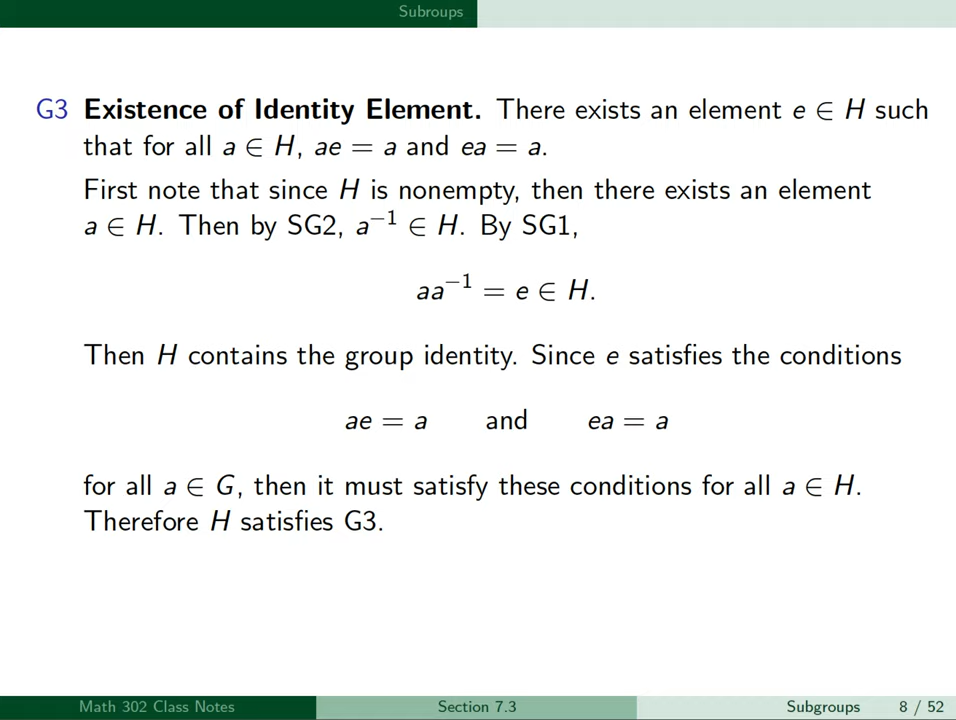 Subroups
G3 Existence of Identity Element. There exists an element e ∈ H such
that for all a ∈ H, ae = a and ea = a.
First note that since H is nonempty, then there exists an element
a ∈ H. Then by SG2, a⁻¹ ∈ H. By SG1,
aa⁻¹ = e ∈ H.
Then H contains the group identity. Since e satisfies the conditions
ae = a and ea = a
for all a ∈ G, then it must satisfy these conditions for all a ∈ H.
Therefore H satisfies G3.
Math 302 Class Notes Section 7.3 Subgroups 8 / 52